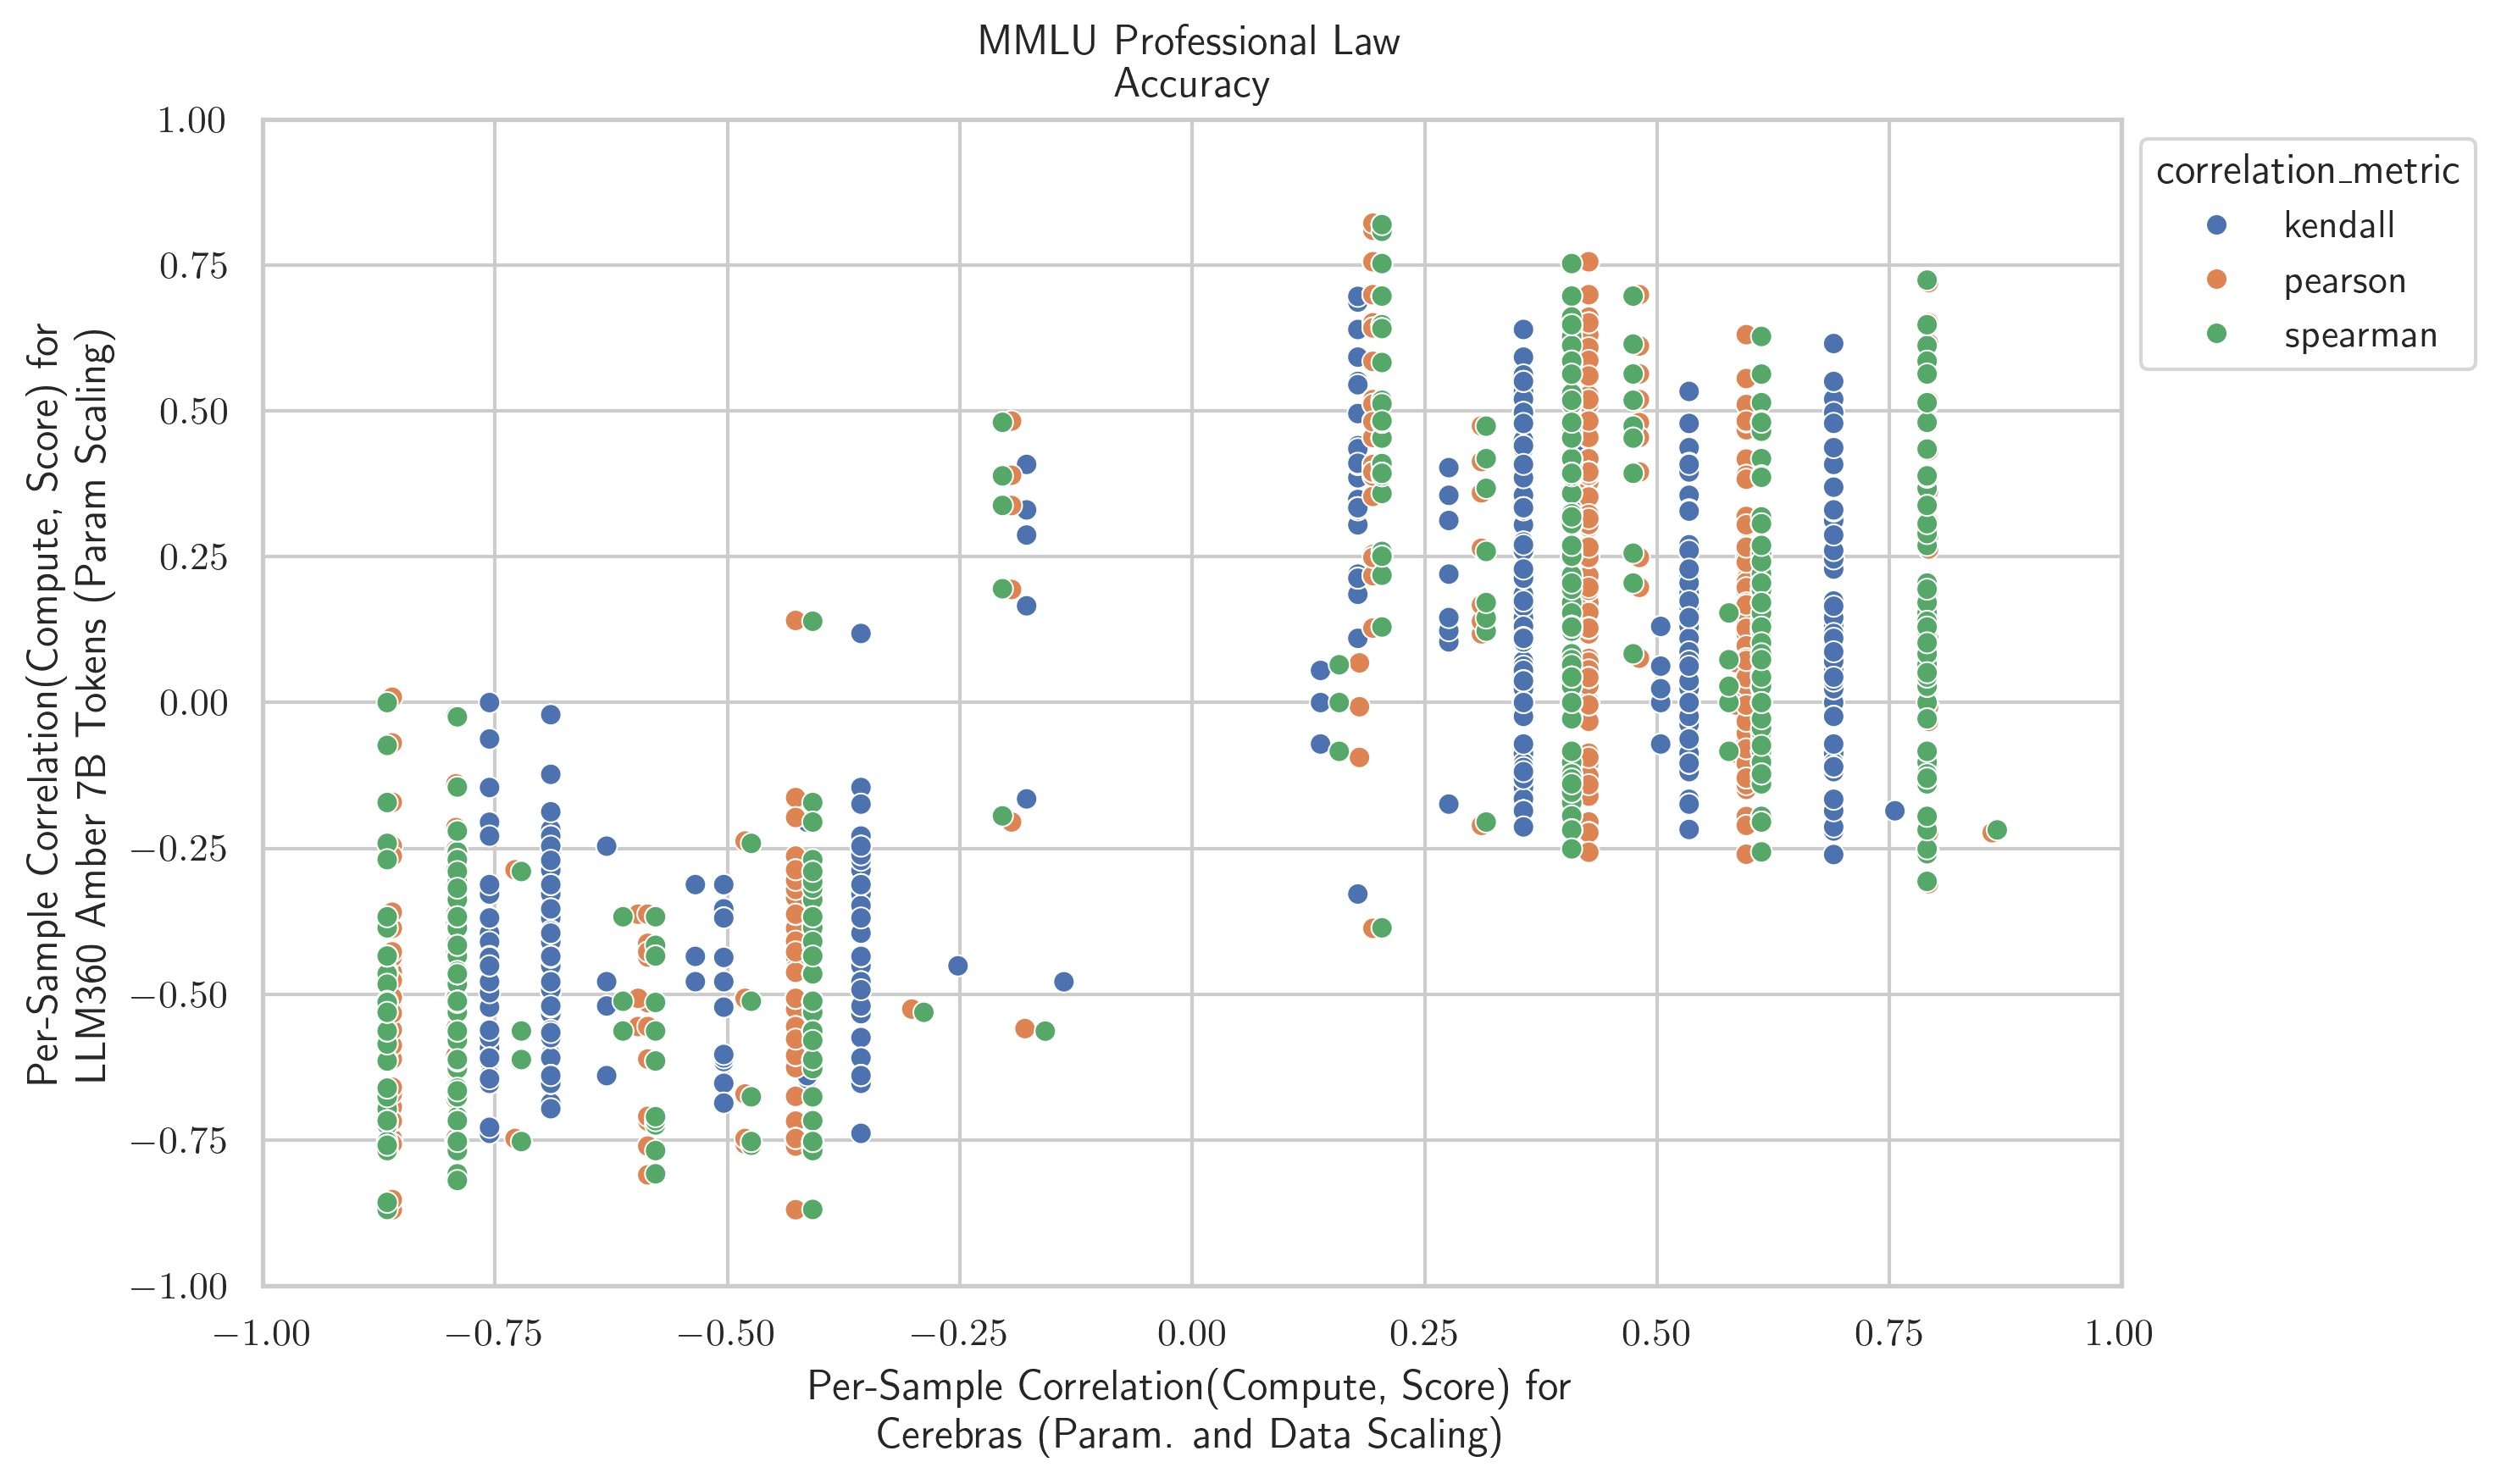 MMLU Professional Law
Accuracy
Per-Sample Correlation(Compute, Score) for
LLM360 Amber 7B Tokens (Param Scaling)
1.00
0.75
0.50
0.25
0.00
−0.25
−0.50
−0.75
−1.00
−1.00 −0.75 −0.50 −0.25 0.00 0.25 0.50 0.75 1.00
Per-Sample Correlation(Compute, Score) for
Cerebras (Param. and Data Scaling)
correlation_metric
kendall
pearson
spearman